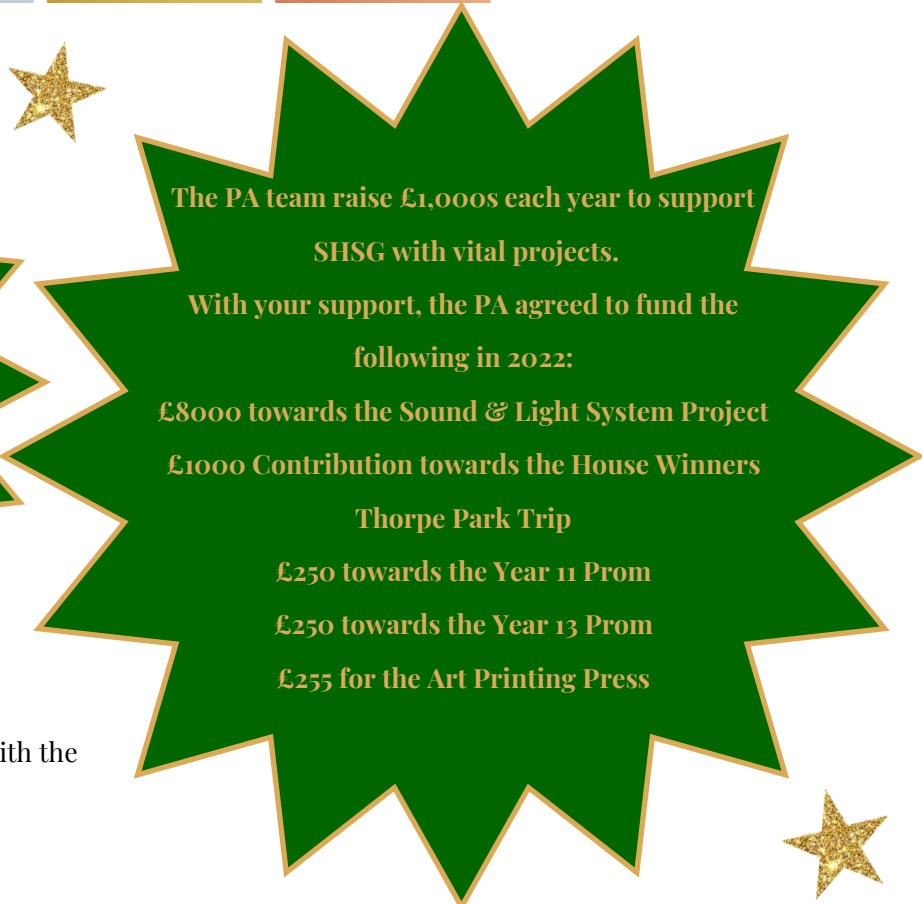 The PA team raise £1,000s each year to support
SHSG with vital projects.
With your support, the PA agreed to fund the
following in 2022:
£8000 towards the Sound & Light System Project
£1000 Contribution towards the House Winners
Thorpe Park Trip
£250 towards the Year 11 Prom
£250 towards the Year 13 Prom
£255 for the Art Printing Press
ith the